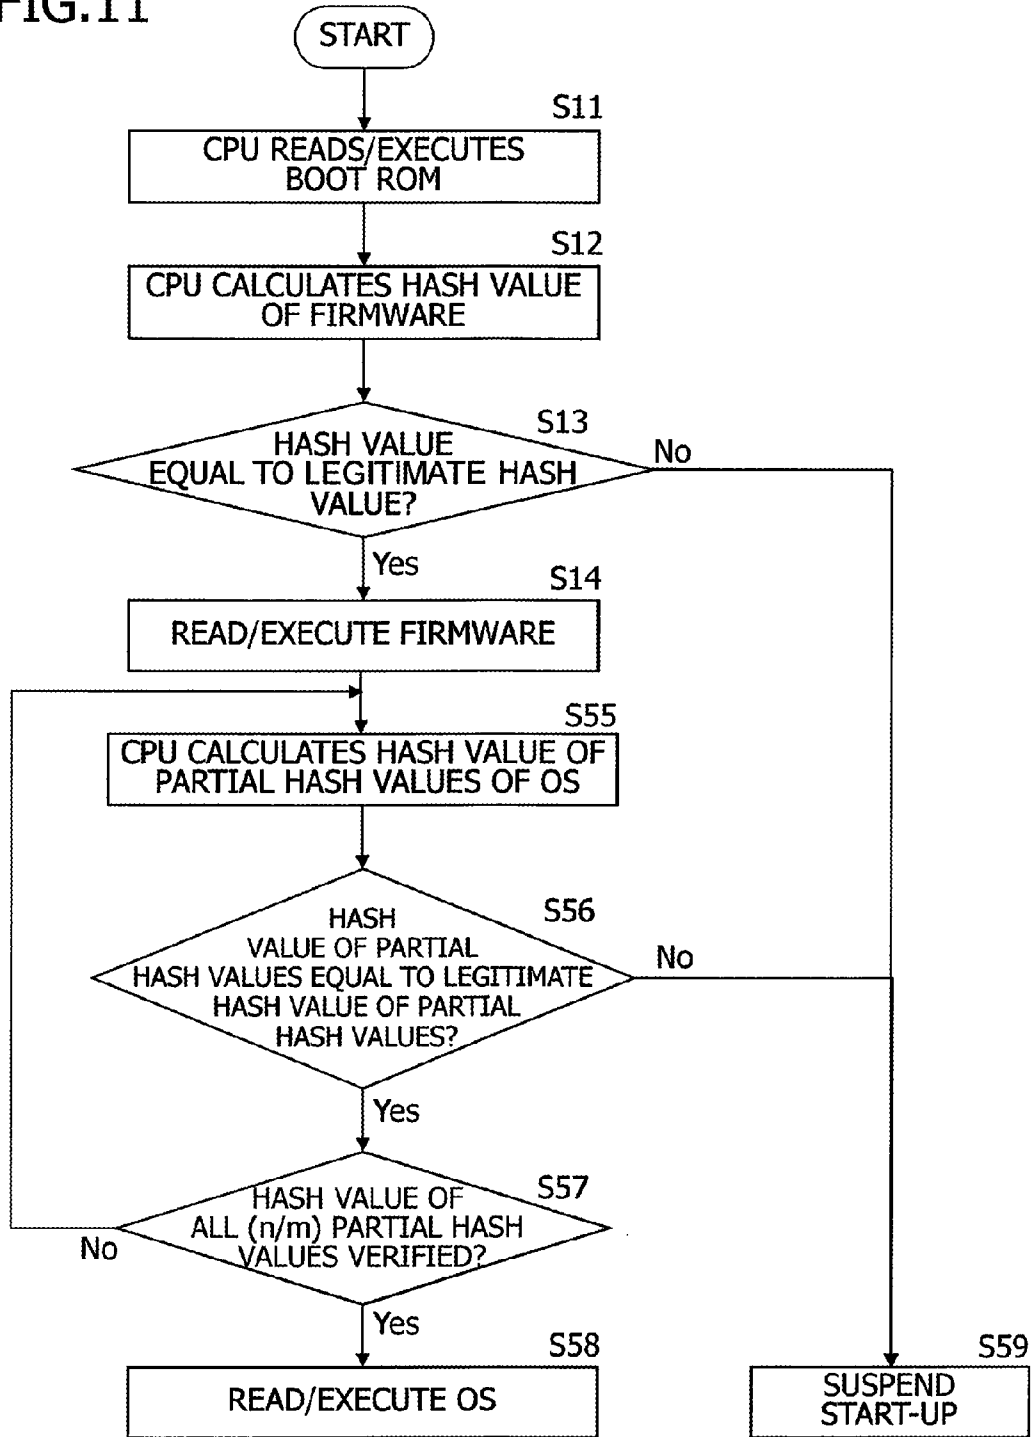 FIG.11
START
S11
CPU READS/EXECUTES
BOOT ROM
S12
CPU CALCULATES HASH VALUE
OF FIRMWARE
S13
HASH VALUE
EQUAL TO LEGITIMATE HASH
VALUE?
No
Yes
S14
READ/EXECUTE FIRMWARE
S55
CPU CALCULATES HASH VALUE OF
PARTIAL HASH VALUES OF OS
S56
HASH
VALUE OF PARTIAL
HASH VALUES EQUAL TO LEGITIMATE
HASH VALUE OF PARTIAL
HASH VALUES?
No
Yes
S57
HASH VALUE OF
ALL (n/m) PARTIAL HASH
VALUES VERIFIED?
No
Yes
S58
READ/EXECUTE OS
S59
SUSPEND
START-UP